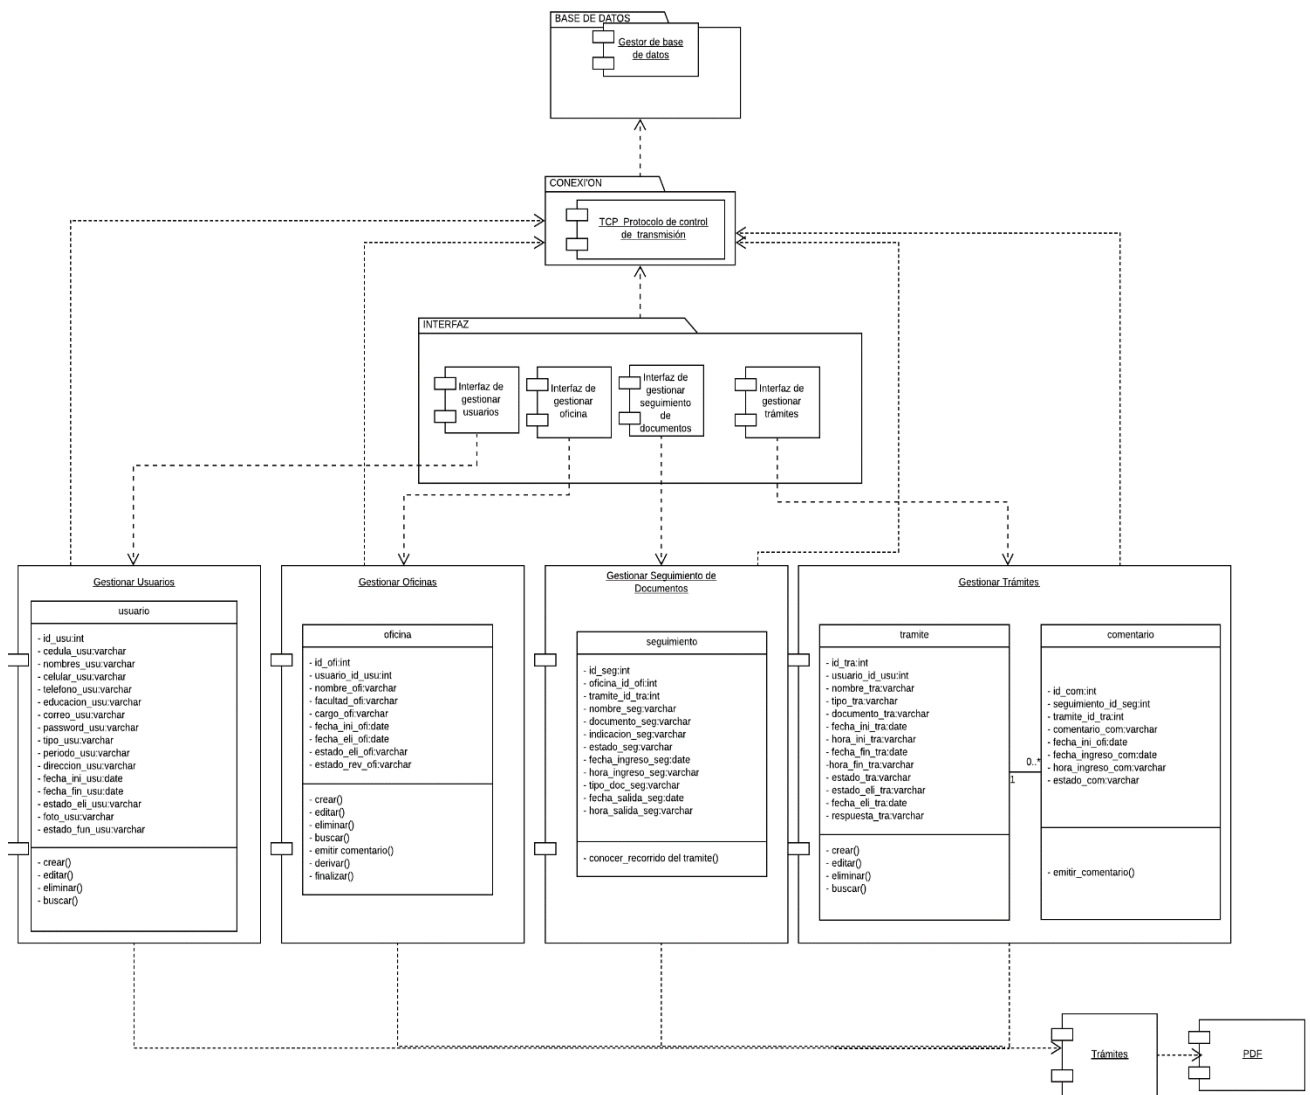 BASE DE DATOS
Gestor de base
de datos
CONEXI'ON
TCP Protocolo de control
de transmisión
INTERFAZ
Interfaz de
gestionar
usuarios
Interfaz de
gestionar
oficina
Interfaz de
gestionar
seguimiento
de
documentos
Interfaz de
gestionar
trámites
Gestionar Usuarios
usuario
- id_usu:int
- cedula_usu:varchar
- nombres_usu:varchar
- celular_usu:varchar
- telefono_usu:varchar
- educacion_usu:varchar
- correo_usu:varchar
- password_usu:varchar
- tipo_usu:varchar
- periodo_usu:varchar
- direccion_usu:varchar
- fecha_ini_usu:date
- fecha_fin_usu:date
- estado_eli_usu:varchar
- foto_usu:varchar
- estado_fun_usu:varchar
- crear()
- editar()
- eliminar()
- buscar()
Gestionar Oficinas
oficina
- id_ofi:int
- usuario_id_usu:int
- nombre_ofi:varchar
- facultad_ofi:varchar
- cargo_ofi:varchar
- fecha_ini_ofi:date
- fecha_eli_ofi:date
- estado_eli_ofi:varchar
- estado_rev_ofi:varchar
- crear()
- editar()
- eliminar()
- buscar()
- emitir comentario()
- derivar()
- finalizar()
Gestionar Seguimiento de
Documentos
seguimiento
- id_seg:int
- oficina_id_ofi:int
- tramite_id_tra:int
- nombre_seg:varchar
- documento_seg:varchar
- indicacion_seg:varchar
- estado_seg:varchar
- fecha_ingreso_seg:date
- hora_ingreso_seg:varchar
- tipo_doc_seg:varchar
- fecha_salida_seg:date
- hora_salida_seg:varchar
- conocer_recorrido del tramite()
Gestionar Trámites
tramite
- id_tra:int
- usuario_id_usu:int
- nombre_tra:varchar
- tipo_tra:varchar
- documento_tra:varchar
- fecha_ini_tra:date
- hora_ini_tra:varchar
- fecha_fin_tra:date
-hora_fin_tra:varchar
- estado_tra:varchar
- estado_eli_tra:varchar
- fecha_eli_tra:date
- respuesta_tra:varchar
- crear()
- editar()
- eliminar()
- buscar()
0..*
1
comentario
- id_com:int
- seguimiento_id_seg:int
- tramite_id_tra:int
- comentario_com:varchar
- fecha_ini_ofi:date
- fecha_ingreso_com:date
- hora_ingreso_com:varchar
- estado_com:varchar
- emitir_comentario()
Trámites
PDF